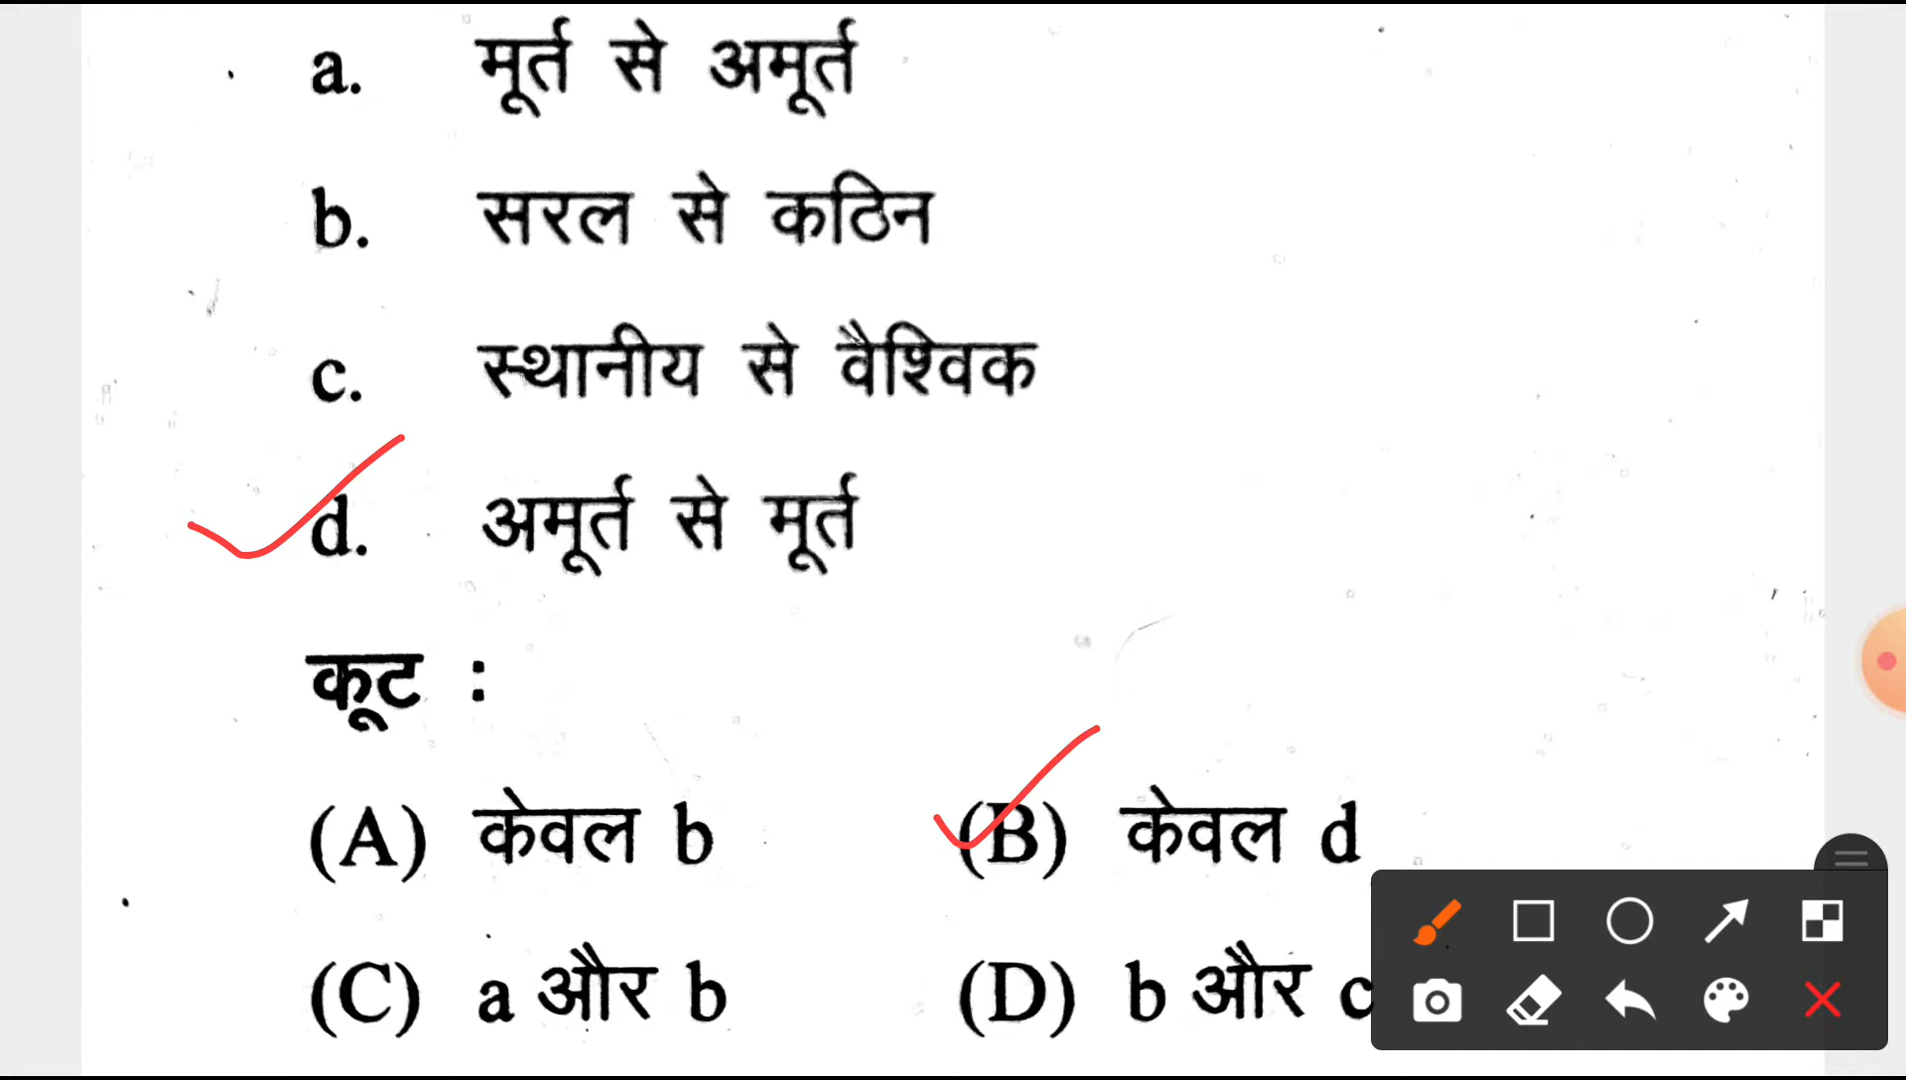 a. मूर्त से अमूर्त
b. सरल से कठिन
c. स्थानीय से वैश्विक
d. अमूर्त से मूर्त
कूट :
(A) केवल b (B) केवल d
(C) a और b (D) b और c